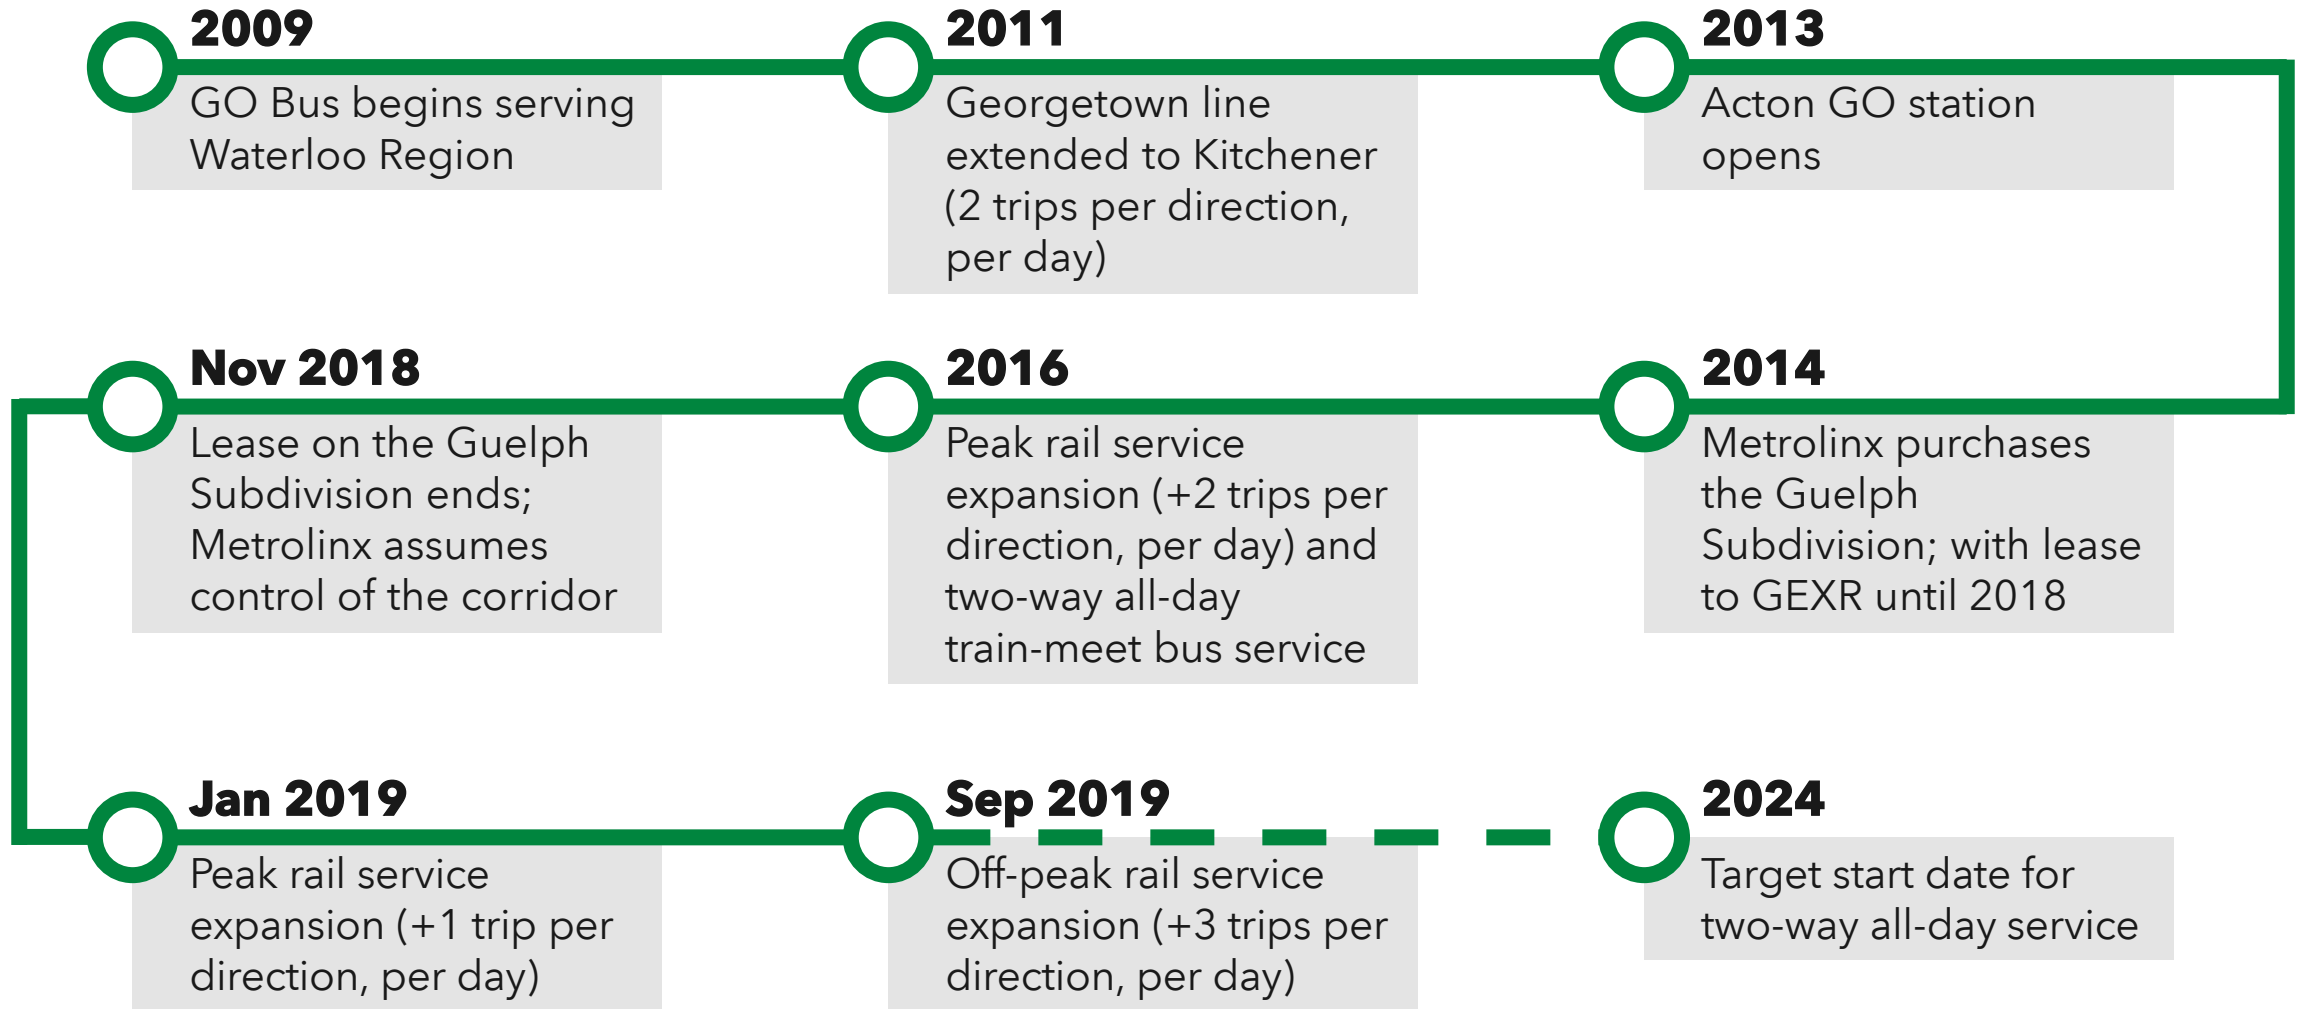 2009
GO Bus begins serving
Waterloo Region
2011
Georgetown line
extended to Kitchener
(2 trips per direction,
per day)
2013
Acton GO station
opens
2014
Metrolinx purchases
the Guelph
Subdivision; with lease
to GEXR until 2018
2016
Peak rail service
expansion (+2 trips per
direction, per day) and
two-way all-day
train-meet bus service
Nov 2018
Lease on the Guelph
Subdivision ends;
Metrolinx assumes
control of the corridor
Jan 2019
Peak rail service
expansion (+1 trip per
direction, per day)
Sep 2019
Off-peak rail service
expansion (+3 trips per
direction, per day)
2024
Target start date for
two-way all-day service